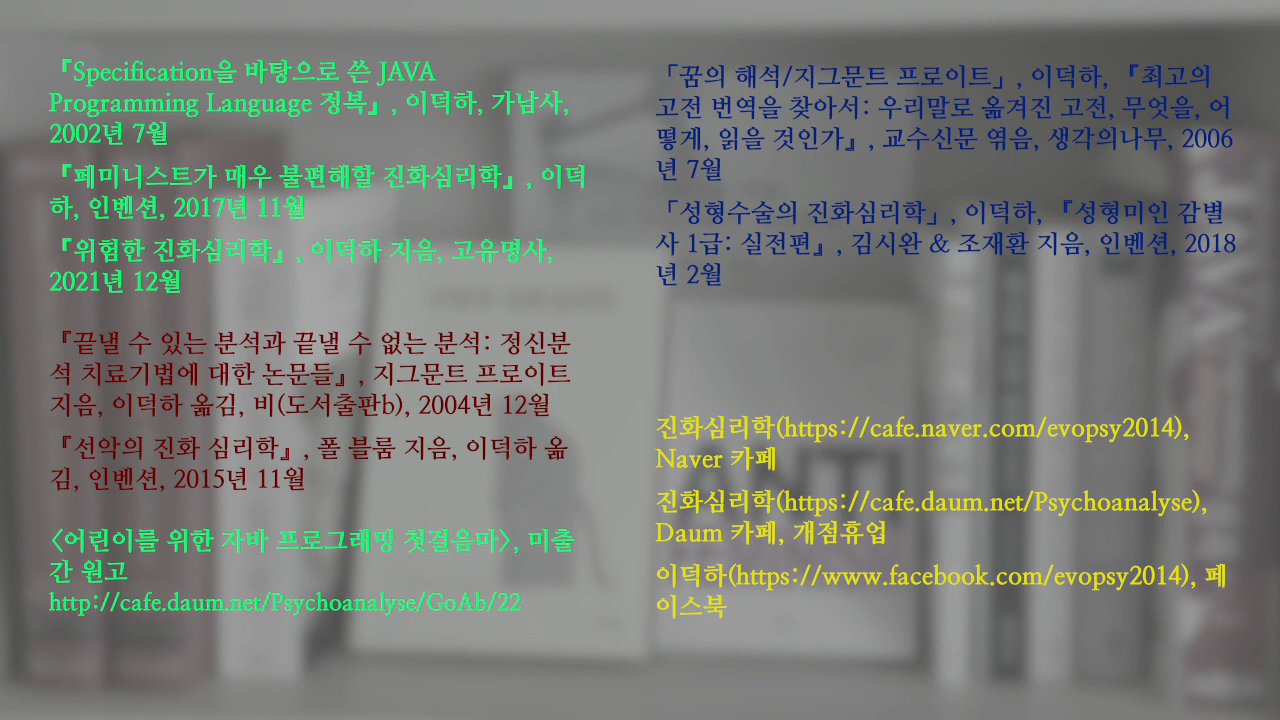 『Specification을 바탕으로 쓴 JAVA
Programming Language 정복』, 이덕하, 가남사,
2002년 7월
『페미니스트가 매우 불편해할 진화심리학』, 이덕
하, 인벤션, 2017년 11월
『위험한 진화심리학』, 이덕하 지음, 고유명사,
2021년 12월
『끝낼 수 있는 분석과 끝낼 수 없는 분석: 정신분
석 치료기법에 대한 논문들』, 지그문트 프로이트
지음, 이덕하 옮김, 비(도서출판b), 2004년 12월
『선악의 진화 심리학』, 폴 블룸 지음, 이덕하 옮
김, 인벤션, 2015년 11월
〈어린이를 위한 자바 프로그래밍 첫걸음마〉, 미출
간 원고
http://cafe.daum.net/Psychoanalyse/GoAb/22
「꿈의 해석/지그문트 프로이트」, 이덕하, 『최고의
고전 번역을 찾아서: 우리말로 옮겨진 고전, 무엇을, 어
떻게, 읽을 것인가』, 교수신문 엮음, 생각의나무, 2006
년 7월
「성형수술의 진화심리학」, 이덕하, 『성형미인 감별
사 1급: 실전편』, 김시완 & 조재환 지음, 인벤션, 2018
년 2월
진화심리학(https://cafe.naver.com/evopsy2014),
Naver 카페
진화심리학(https://cafe.daum.net/Psychoanalyse),
Daum 카페, 개점휴업
이덕하(https://www.facebook.com/evopsy2014), 페
이스북